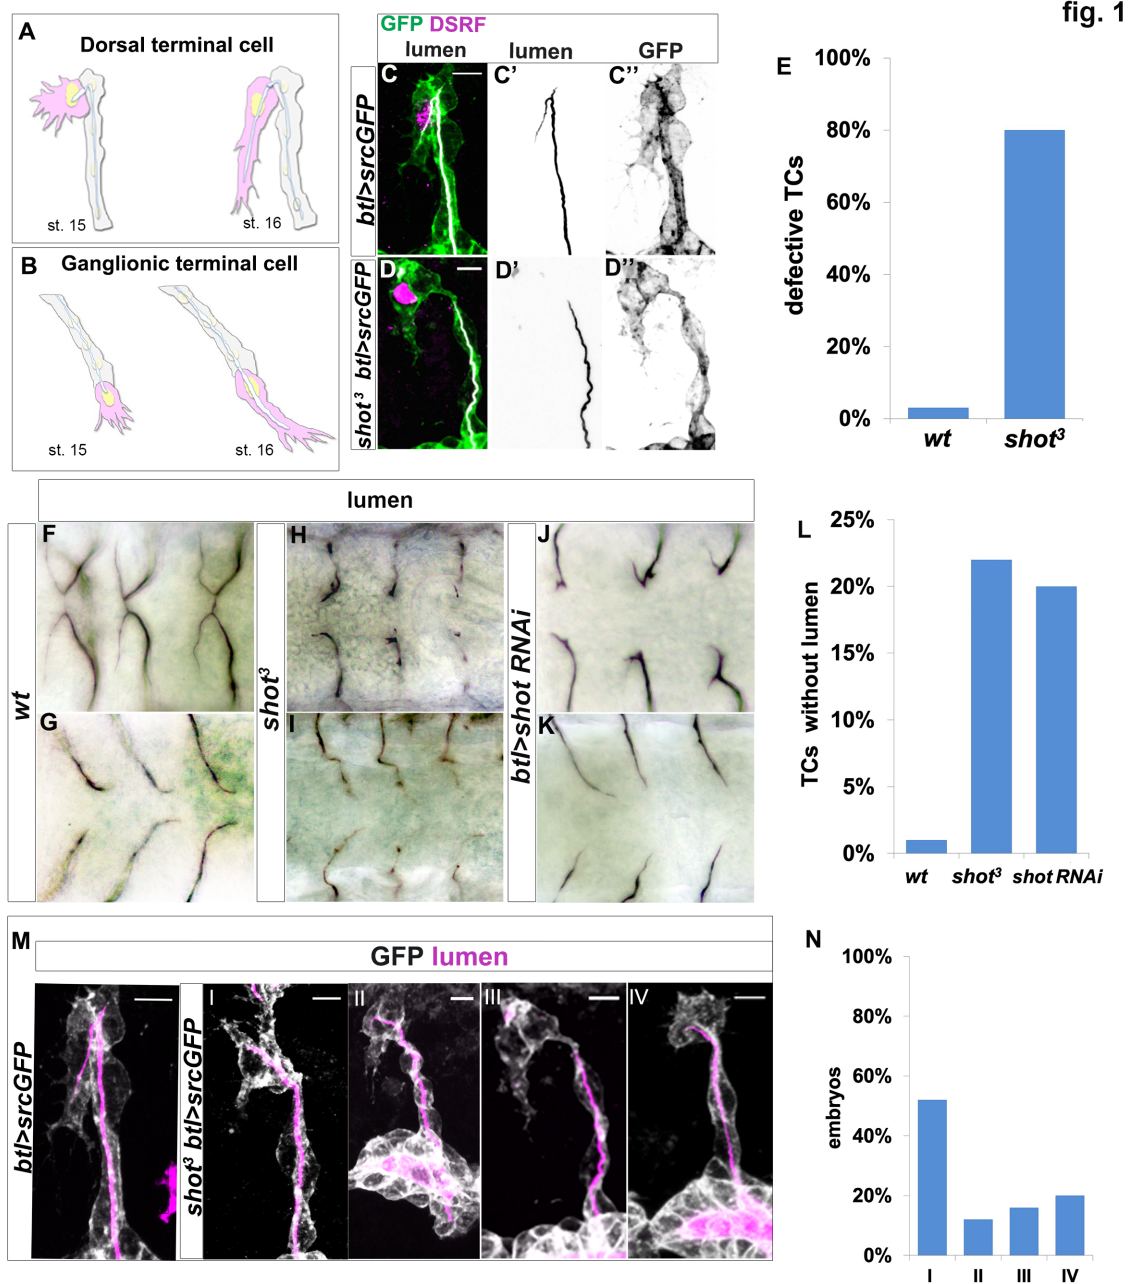 fig. 1
A
Dorsal terminal cell
st. 15
st. 16
B
Ganglionic terminal cell
st. 15
st. 16
GFP DSRF
lumen
lumen
GFP
btl>srcGFP
C
C'
C''
shot³ btl>srcGFP
D
D'
D''
E
defective TCs
100%
80%
60%
40%
20%
0%
wt
shot³
lumen
wt
F
G
shot³
H
I
btl>shot RNAi
J
K
L
TCs without lumen
25%
20%
15%
10%
5%
0%
wt
shot³
shot RNAi
M
GFP lumen
btl>srcGFP
shot³ btl>srcGFP
I
II
III
IV
N
embryos
100%
80%
60%
40%
20%
0%
I
II
III
IV